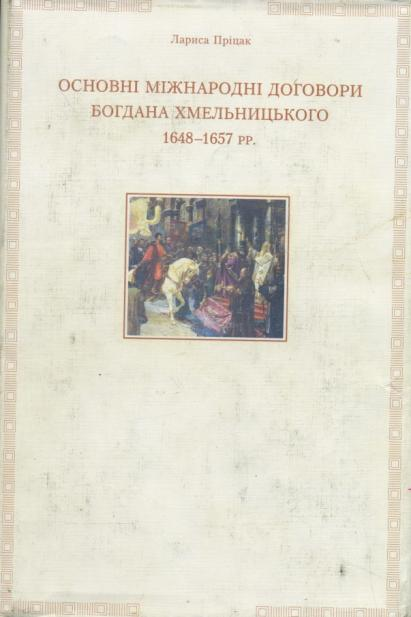 Лариса Пріцак
ОСНОВНІ МІЖНАРОДНІ ДОГОВОРИ
БОГДАНА ХМЕЛЬНИЦЬКОГО
1648–1657 РР.